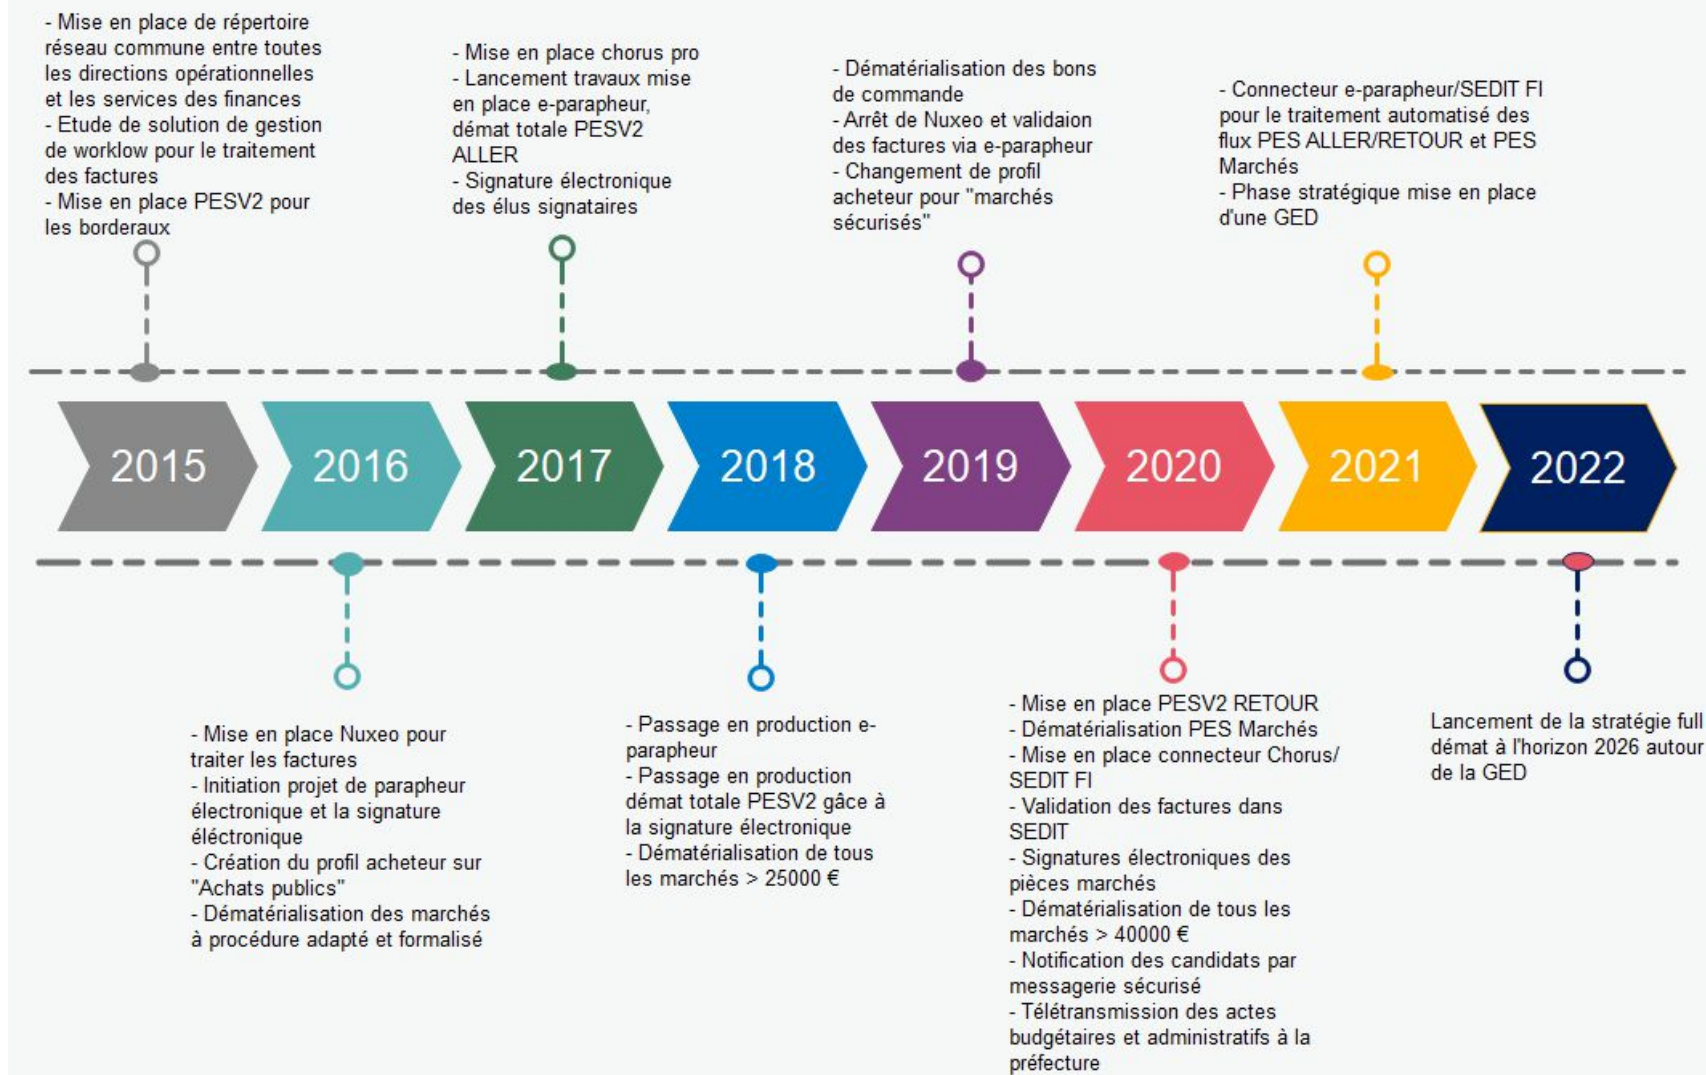 - Mise en place de répertoire
réseau commune entre toutes
les directions opérationnelles
et les services des finances
- Etude de solution de gestion
de worklow pour le traitement
des factures
- Mise en place PESV2 pour
les borderaux
- Mise en place chorus pro
- Lancement travaux mise
en place e-parapheur,
démat totale PESV2
ALLER
- Signature électronique
des élus signataires
- Dématérialisation des bons
de commande
- Arrêt de Nuxeo et validaion
des factures via e-parapheur
- Changement de profil
acheteur pour "marchés
sécurisés"
- Connecteur e-parapheur/SEDIT FI
pour le traitement automatisé des
flux PES ALLER/RETOUR et PES
Marchés
- Phase stratégique mise en place
d'une GED
2015
2016
2017
2018
2019
2020
2021
2022
- Mise en place Nuxeo pour
traiter les factures
- Initiation projet de parapheur
électronique et la signature
éléctronique
- Création du profil acheteur sur
"Achats publics"
- Dématérialisation des marchés
à procédure adapté et formalisé
- Passage en production e-
parapheur
- Passage en production
démat totale PESV2 gâce à
la signature électronique
- Dématérialisation de tous
les marchés > 25000 €
- Mise en place PESV2 RETOUR
- Dématérialisation PES Marchés
- Mise en place connecteur Chorus/
SEDIT FI
- Validation des factures dans
SEDIT
- Signatures électroniques des
pièces marchés
- Dématérialisation de tous les
marchés > 40000 €
- Notification des candidats par
messagerie sécurisé
- Télétransmission des actes
budgétaires et administratifs à la
préfecture
Lancement de la stratégie full
démat à l'horizon 2026 autour
de la GED